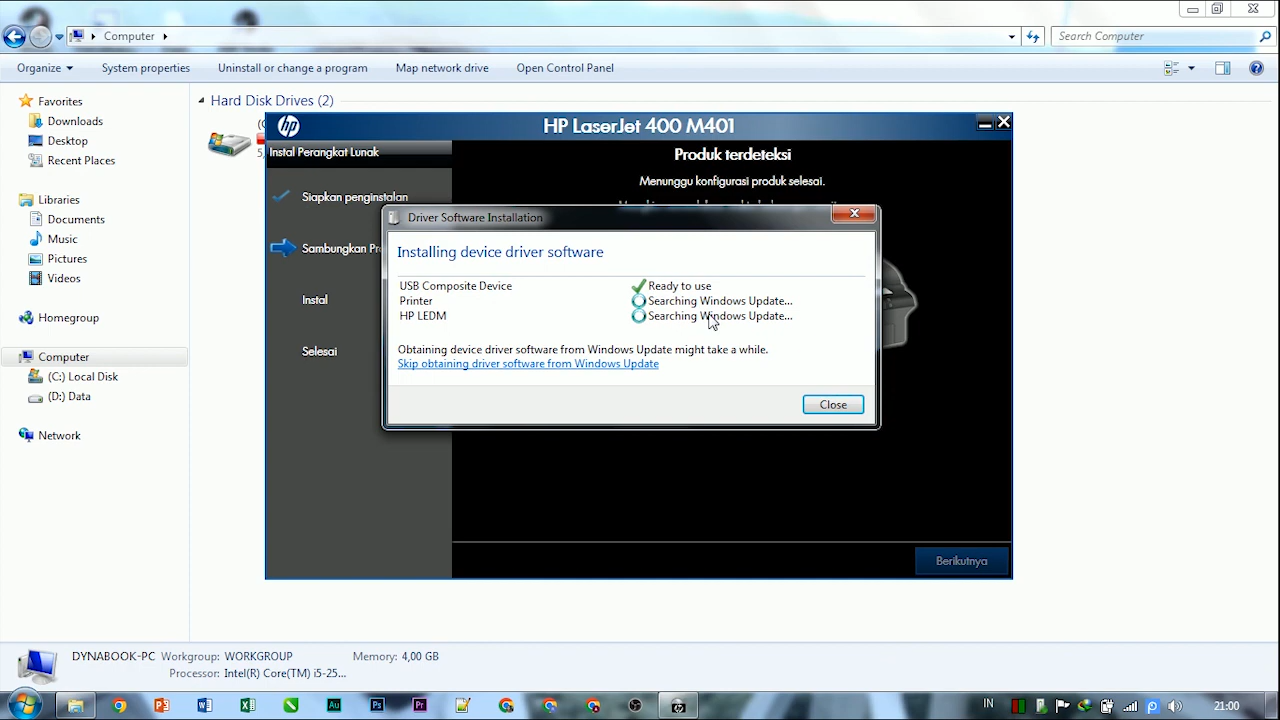 Computer
Search Computer
Organize
System properties
Uninstall or change a program
Map network drive
Open Control Panel
Favorites
Downloads
Desktop
Recent Places
Libraries
Documents
Music
Pictures
Videos
Homegroup
Computer
(C:) Local Disk
(D:) Data
Network
Hard Disk Drives (2)
hp
HP LaserJet 400 M401
Instal Perangkat Lunak
Siapkan penginstalan
Sambungkan Pr
Instal
Selesai
Produk terdeteksi
Menunggu konfigurasi produk selesai.
Driver Software Installation
Installing device driver software
USB Composite Device Ready to use
Printer Searching Windows Update...
HP LEDM Searching Windows Update...
Obtaining device driver software from Windows Update might take a while.
Skip obtaining driver software from Windows Update
Close
Berikutnya
DYNABOOK-PC Workgroup: WORKGROUP Memory: 4,00 GB
Processor: Intel(R) Core(TM) i5-25...
IN
21:00